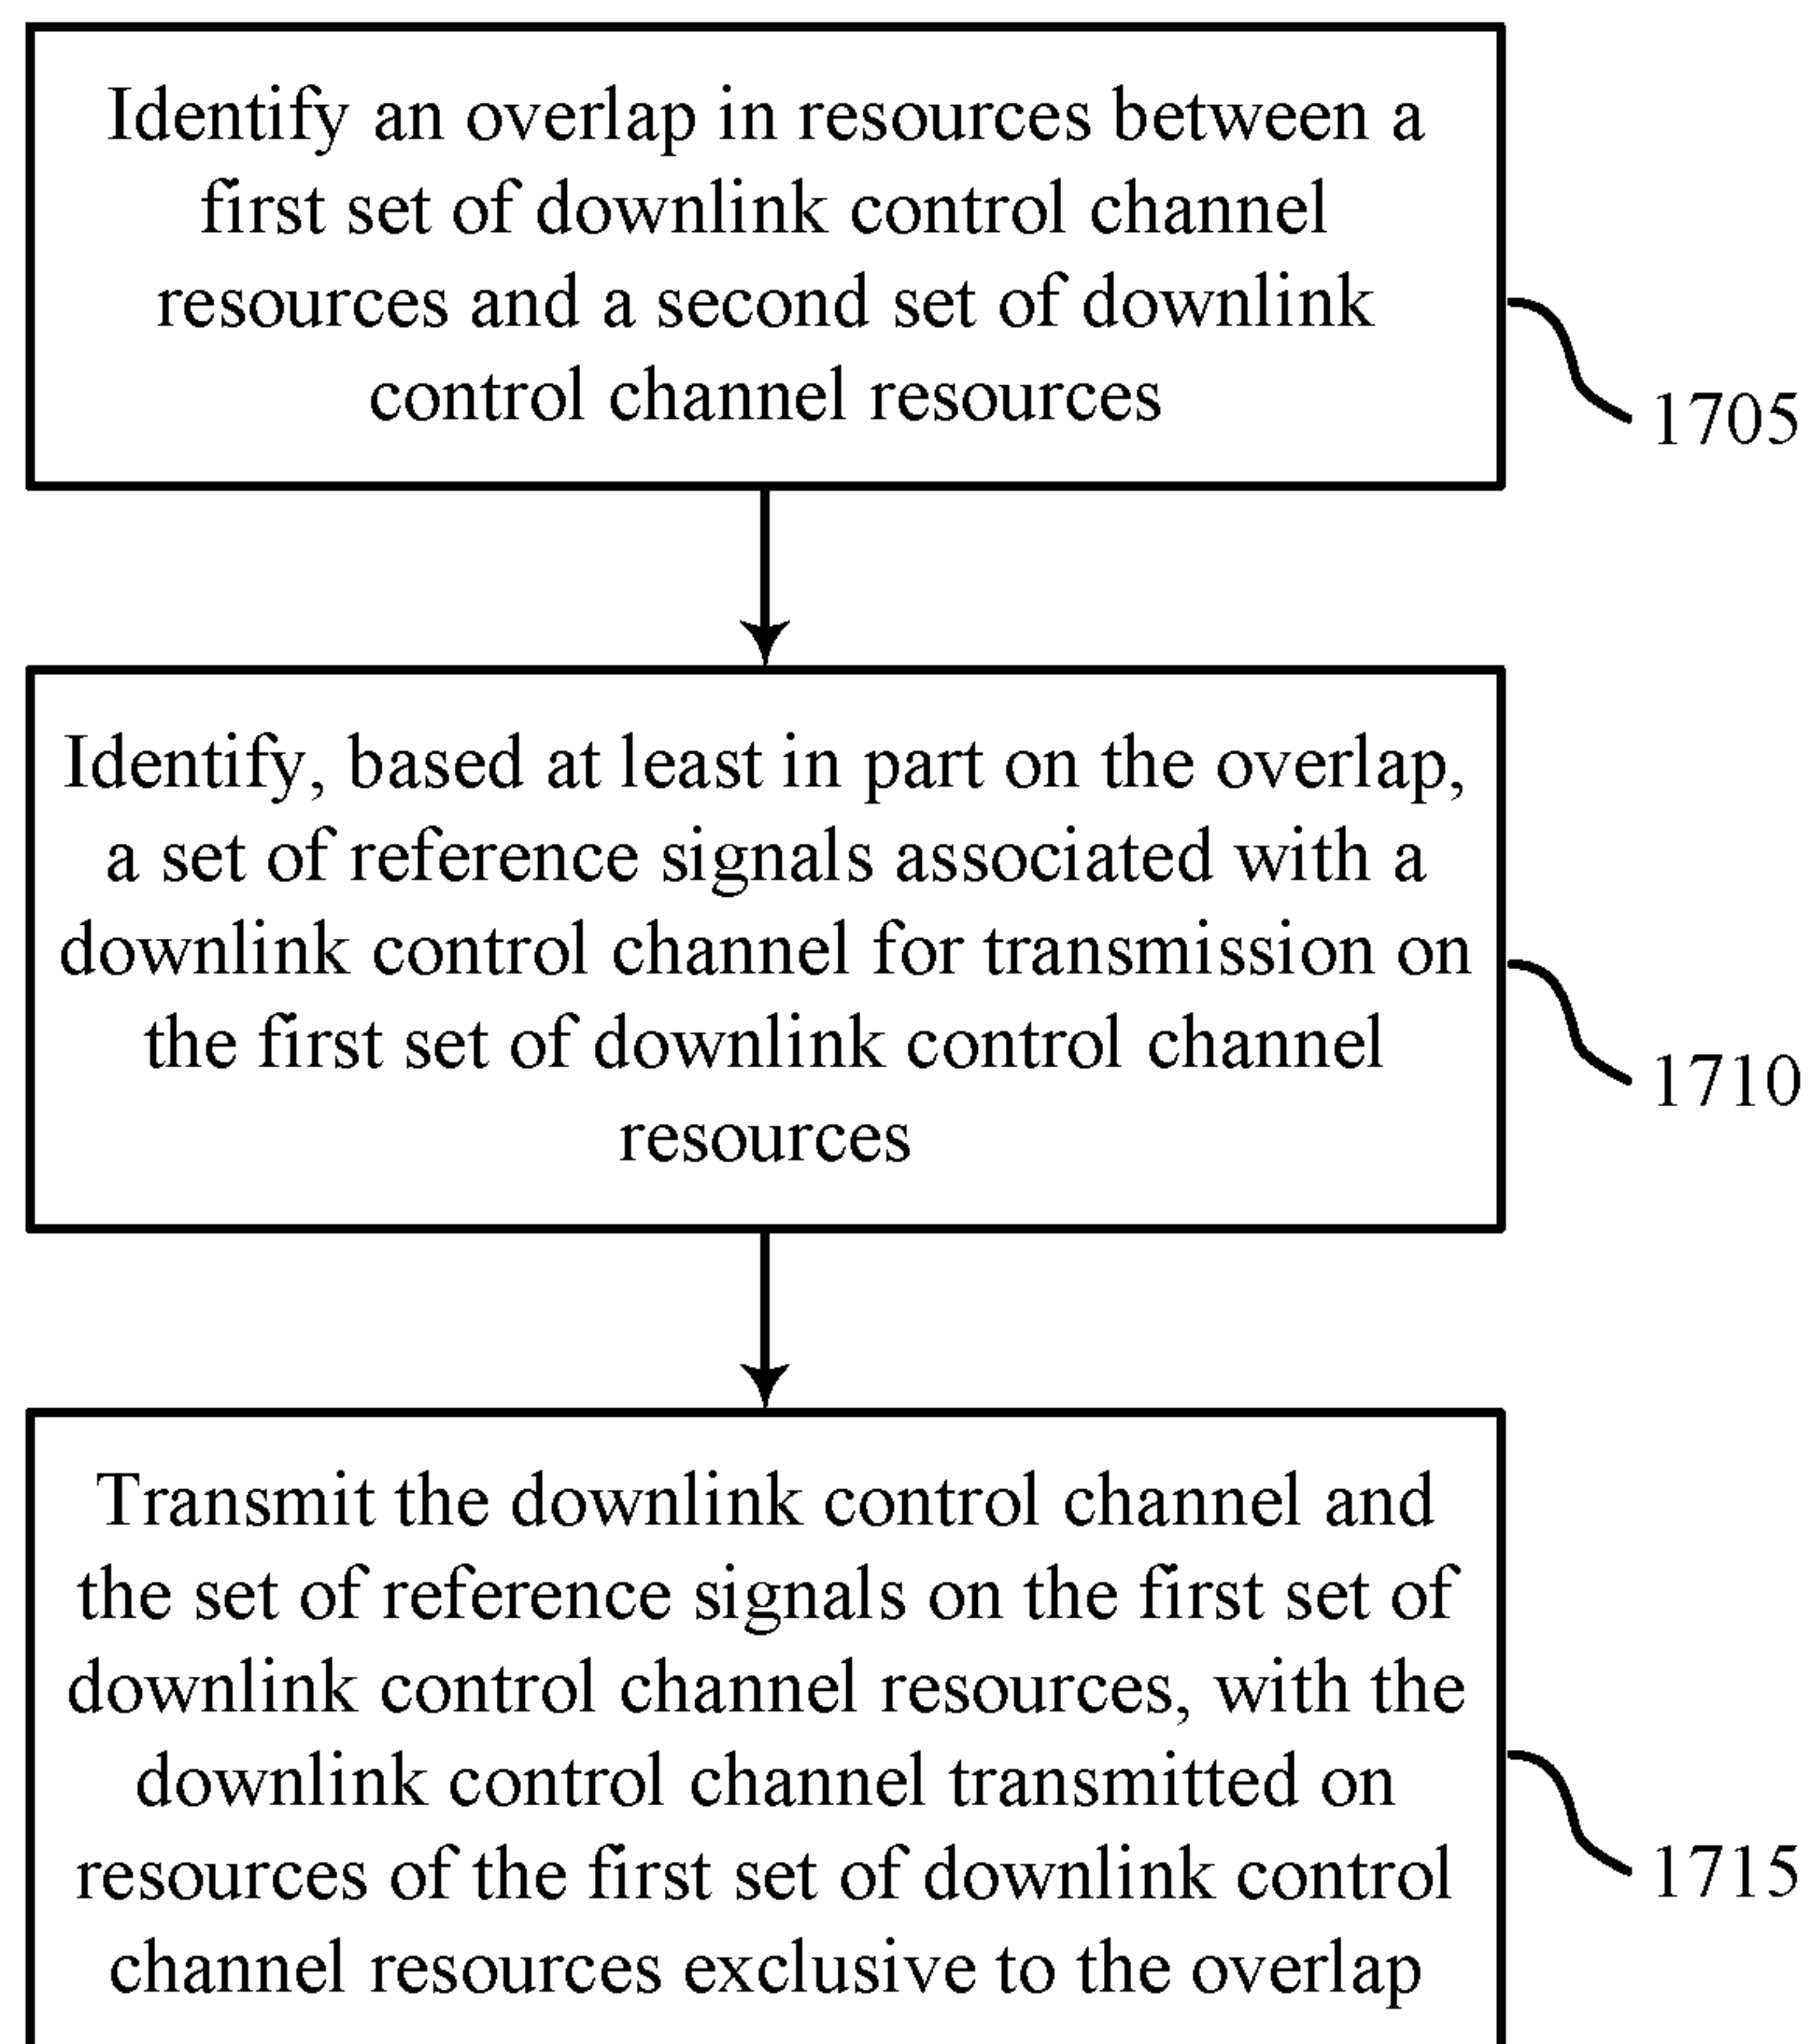 Identify an overlap in resources between a
first set of downlink control channel
resources and a second set of downlink
control channel resources
1705
Identify, based at least in part on the overlap,
a set of reference signals associated with a
downlink control channel for transmission on
the first set of downlink control channel
resources
1710
Transmit the downlink control channel and
the set of reference signals on the first set of
downlink control channel resources, with the
downlink control channel transmitted on
resources of the first set of downlink control
channel resources exclusive to the overlap
1715